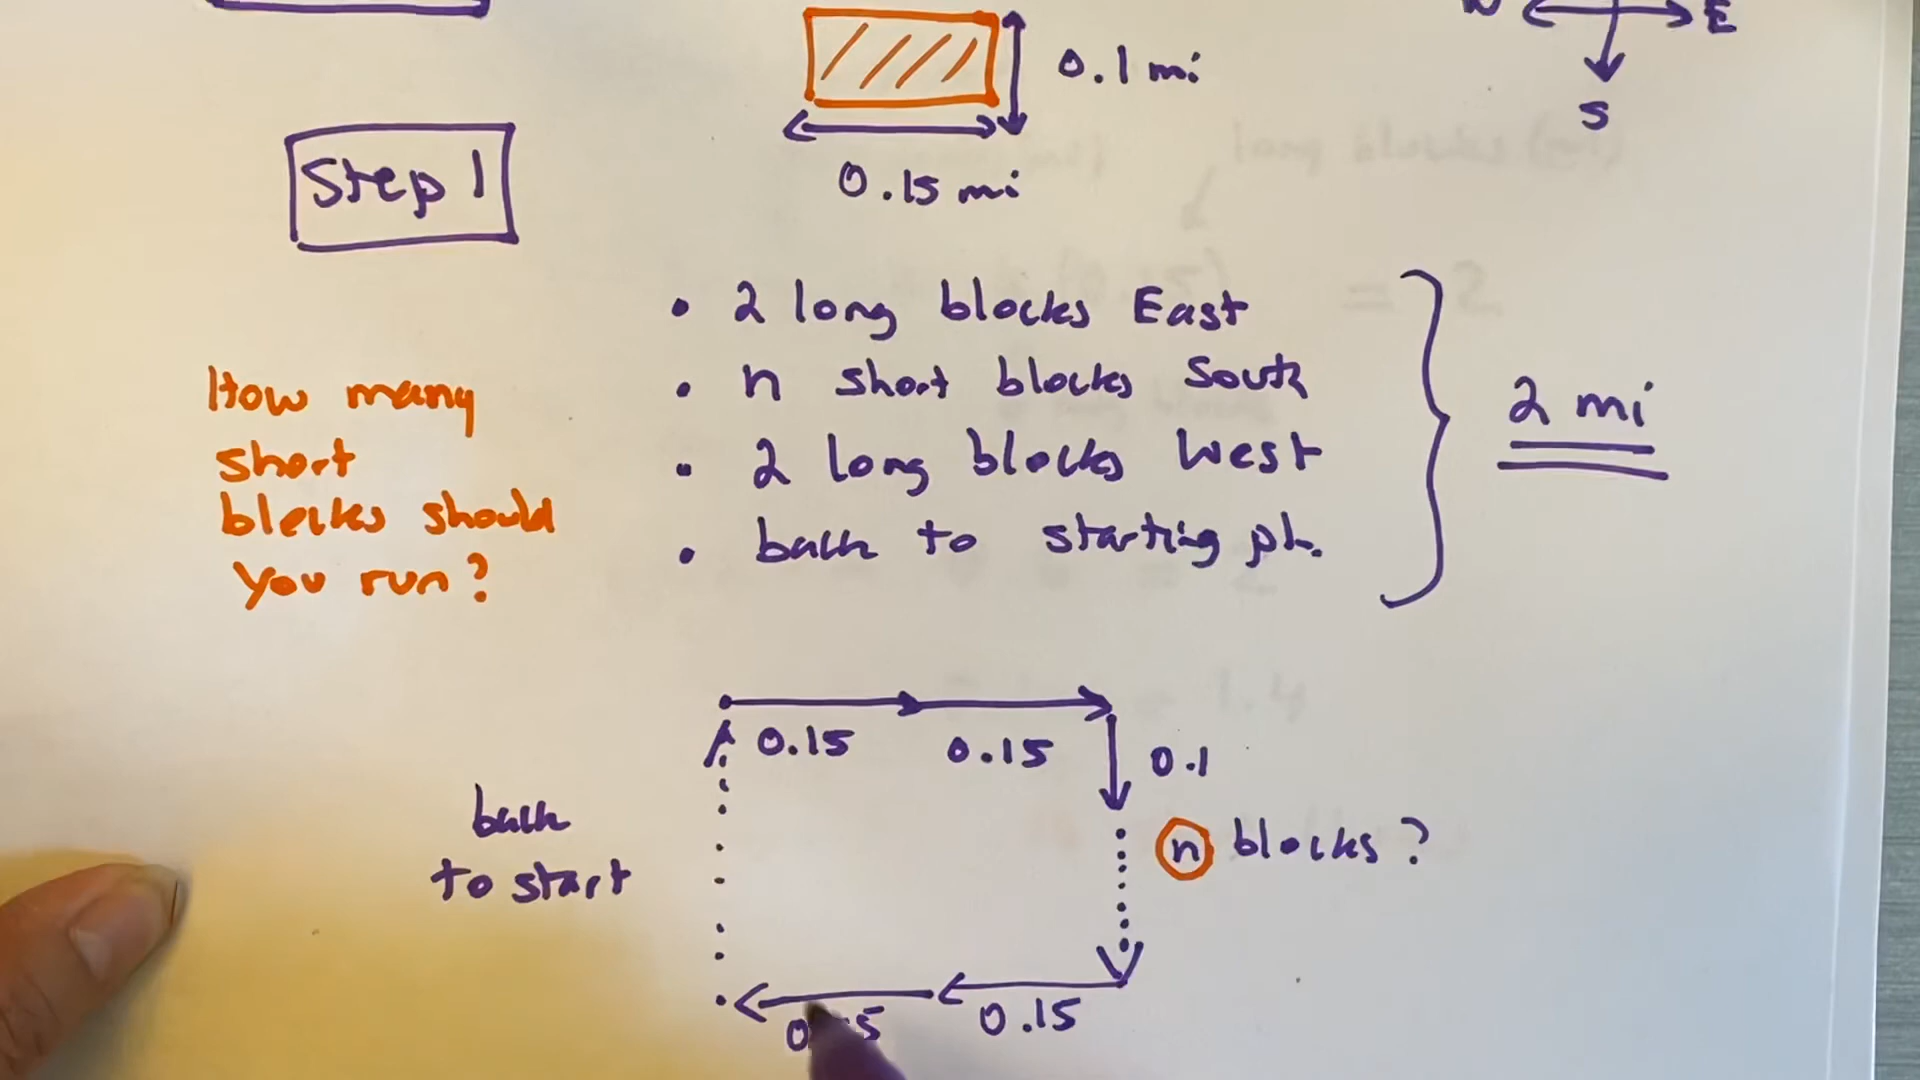 E
0.1 mi
S
Step 1
0.15 mi
• 2 long blocks East
• n short blocks South
• 2 long blocks West
• back to starting pt.
2 mi
How many
short
blocks should
you run?
0.15 0.15
0.1
n blocks?
back
to start
0.15